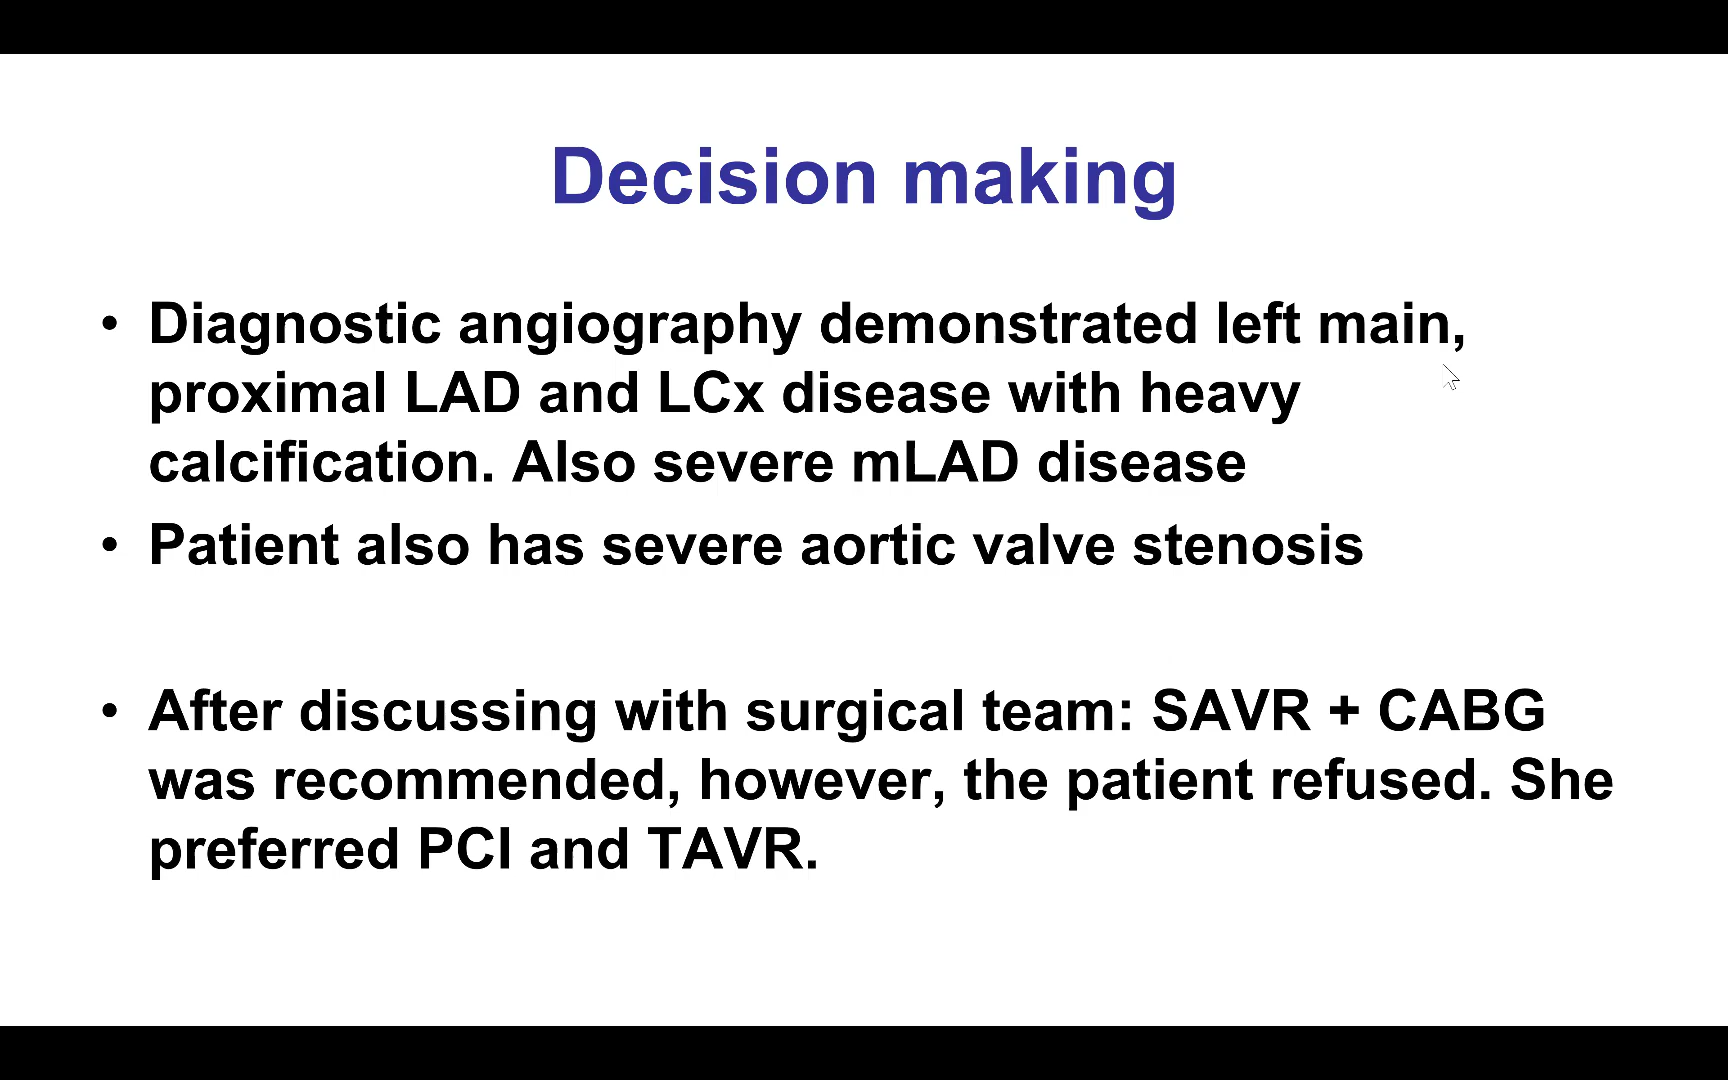 Decision making
• Diagnostic angiography demonstrated left main,
proximal LAD and LCx disease with heavy
calcification. Also severe mLAD disease
• Patient also has severe aortic valve stenosis
• After discussing with surgical team: SAVR + CABG
was recommended, however, the patient refused. She
preferred PCI and TAVR.